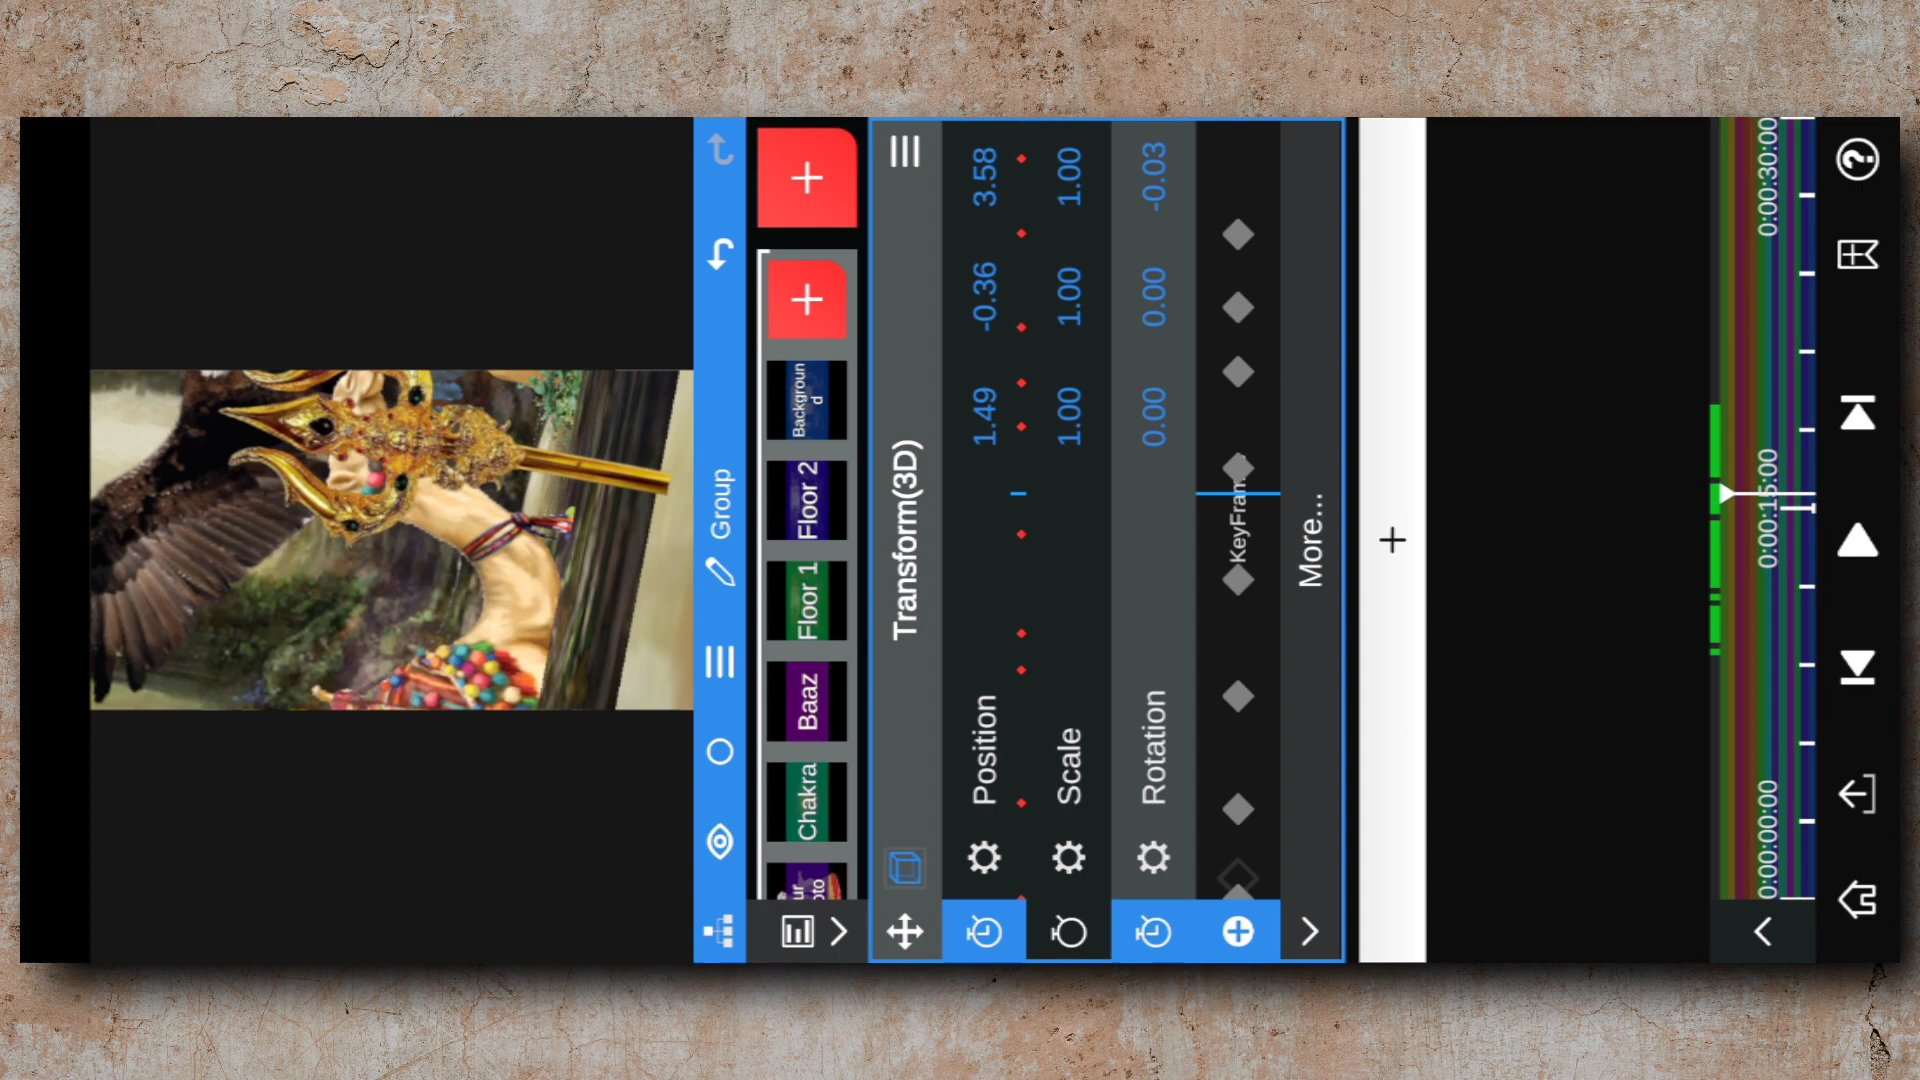 Group
Background
Floor 2
Floor 1
Baaz
Chakra
ur
oto
Transform(3D)
Position 1.49 -0.36 3.58
Scale 1.00 1.00 1.00
Rotation 0.00 0.00 -0.03
KeyFram
More...
+
0:00:00:00 0:00:15:00 0:00:30:00